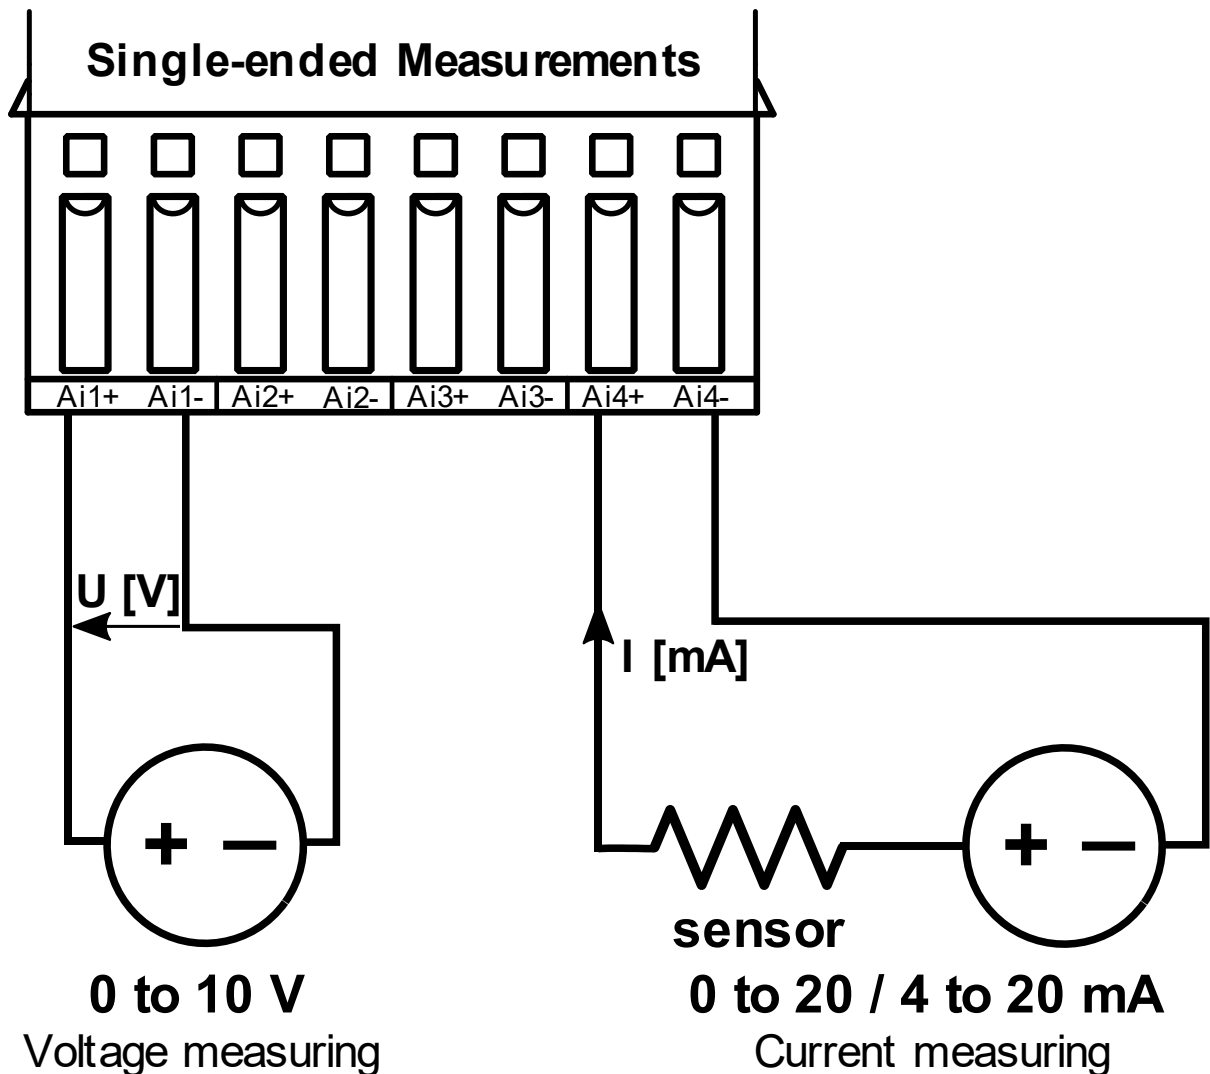 Single-ended Measurements
Ai1+ Ai1- Ai2+ Ai2- Ai3+ Ai3- Ai4+ Ai4-
U [V]
I [mA]
+ −
+ −
sensor
0 to 10 V
0 to 20 / 4 to 20 mA
Voltage measuring
Current measuring